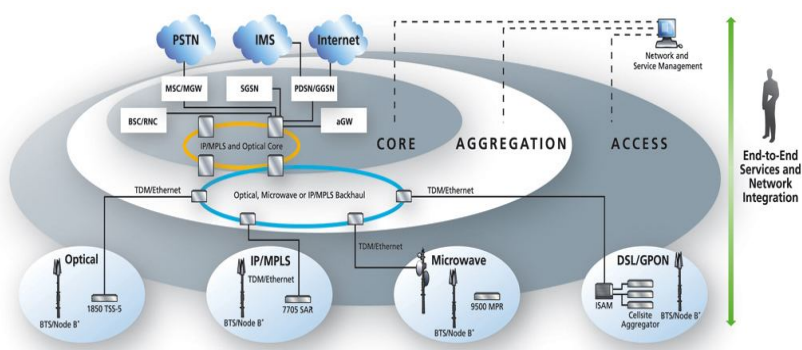 PSTN
IMS
Internet
Network and
Service Management
MSC/MGW
SGSN
PDSN/GGSN
BSC/RNC
aGW
IP/MPLS and Optical Core
CORE
AGGREGATION
ACCESS
End-to-End
Services and
Network
Integration
TDM/Ethernet
Optical, Microwave or IP/MPLS Backhaul
TDM/Ethernet
TDM/Ethernet
Optical
1850 TSS-5
BTS/Node B*
IP/MPLS
TDM/Ethernet
7705 SAR
BTS/Node B*
Microwave
9500 MPR
BTS/Node B*
DSL/GPON
ISAM
Cellsite
Aggregator
BTS/Node B*